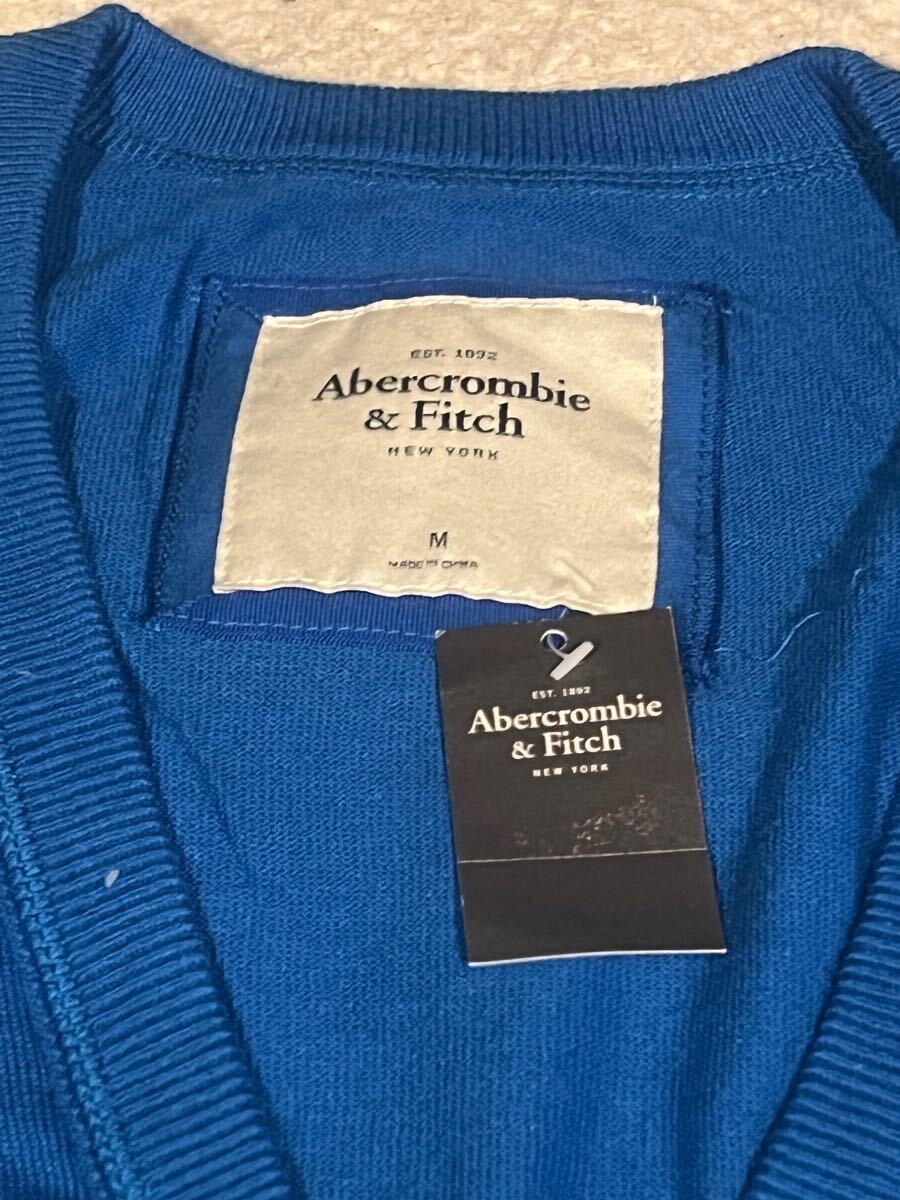 EST. 1892
Abercrombie
& Fitch
NEW YORK
M
MADE IN CHINA
EST. 1892
Abercrombie
& Fitch
NEW YORK